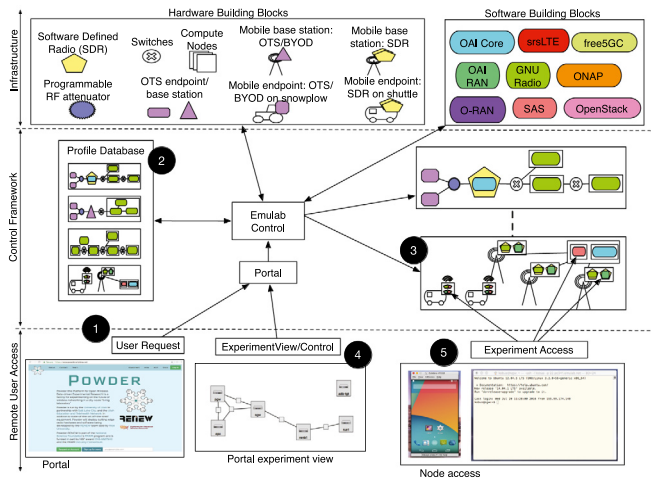 Hardware Building Blocks
Software Building Blocks
Infrastructure
Software Defined
Radio (SDR)
Switches
Compute
Nodes
Mobile base
station: OTS/BYOD
Mobile base
station: SDR
Programmable
RF attenuator
OTS endpoint/
base station
Mobile endpoint: OTS/
BYOD on snowplow
Mobile endpoint:
SDR on shuttle
OAI Core
srsLTE
free5GC
OAI
RAN
GNU
Radio
ONAP
O-RAN
SAS
OpenStack
Control Framework
Profile Database
2
Emulab
Control
Portal
3
Remote User Access
1
User Request
ExperimentView/Control
4
5
Experiment Access
POWDER
RENEW
Portal
Portal experiment view
Node access